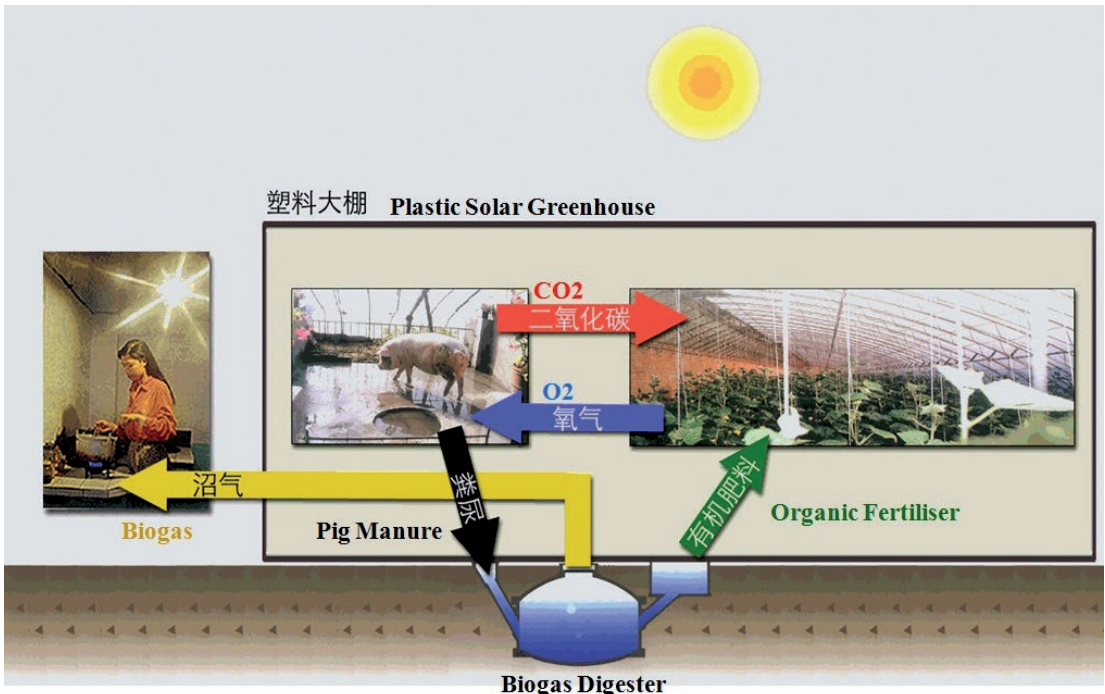 塑料大棚 Plastic Solar Greenhouse
CO2
二氧化碳
O2
氧气
沼气
Biogas
粪尿
Pig Manure
有机肥料
Organic Fertiliser
Biogas Digester